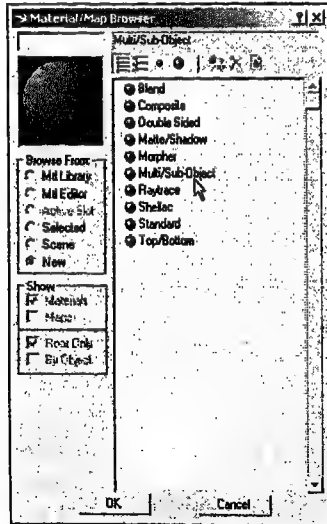 Material/Map Browser
Multi/Sub-Object
Blend
Composite
Double Sided
Matte/Shadow
Morpher
Multi/Sub-Object
Raytrace
Shellac
Standard
Top/Bottom
Browse From:
Mtl Library
Mtl Editor
Active Slot
Selected
Scene
New
Show
Materials
Maps
Root Only
By Object
OK
Cancel